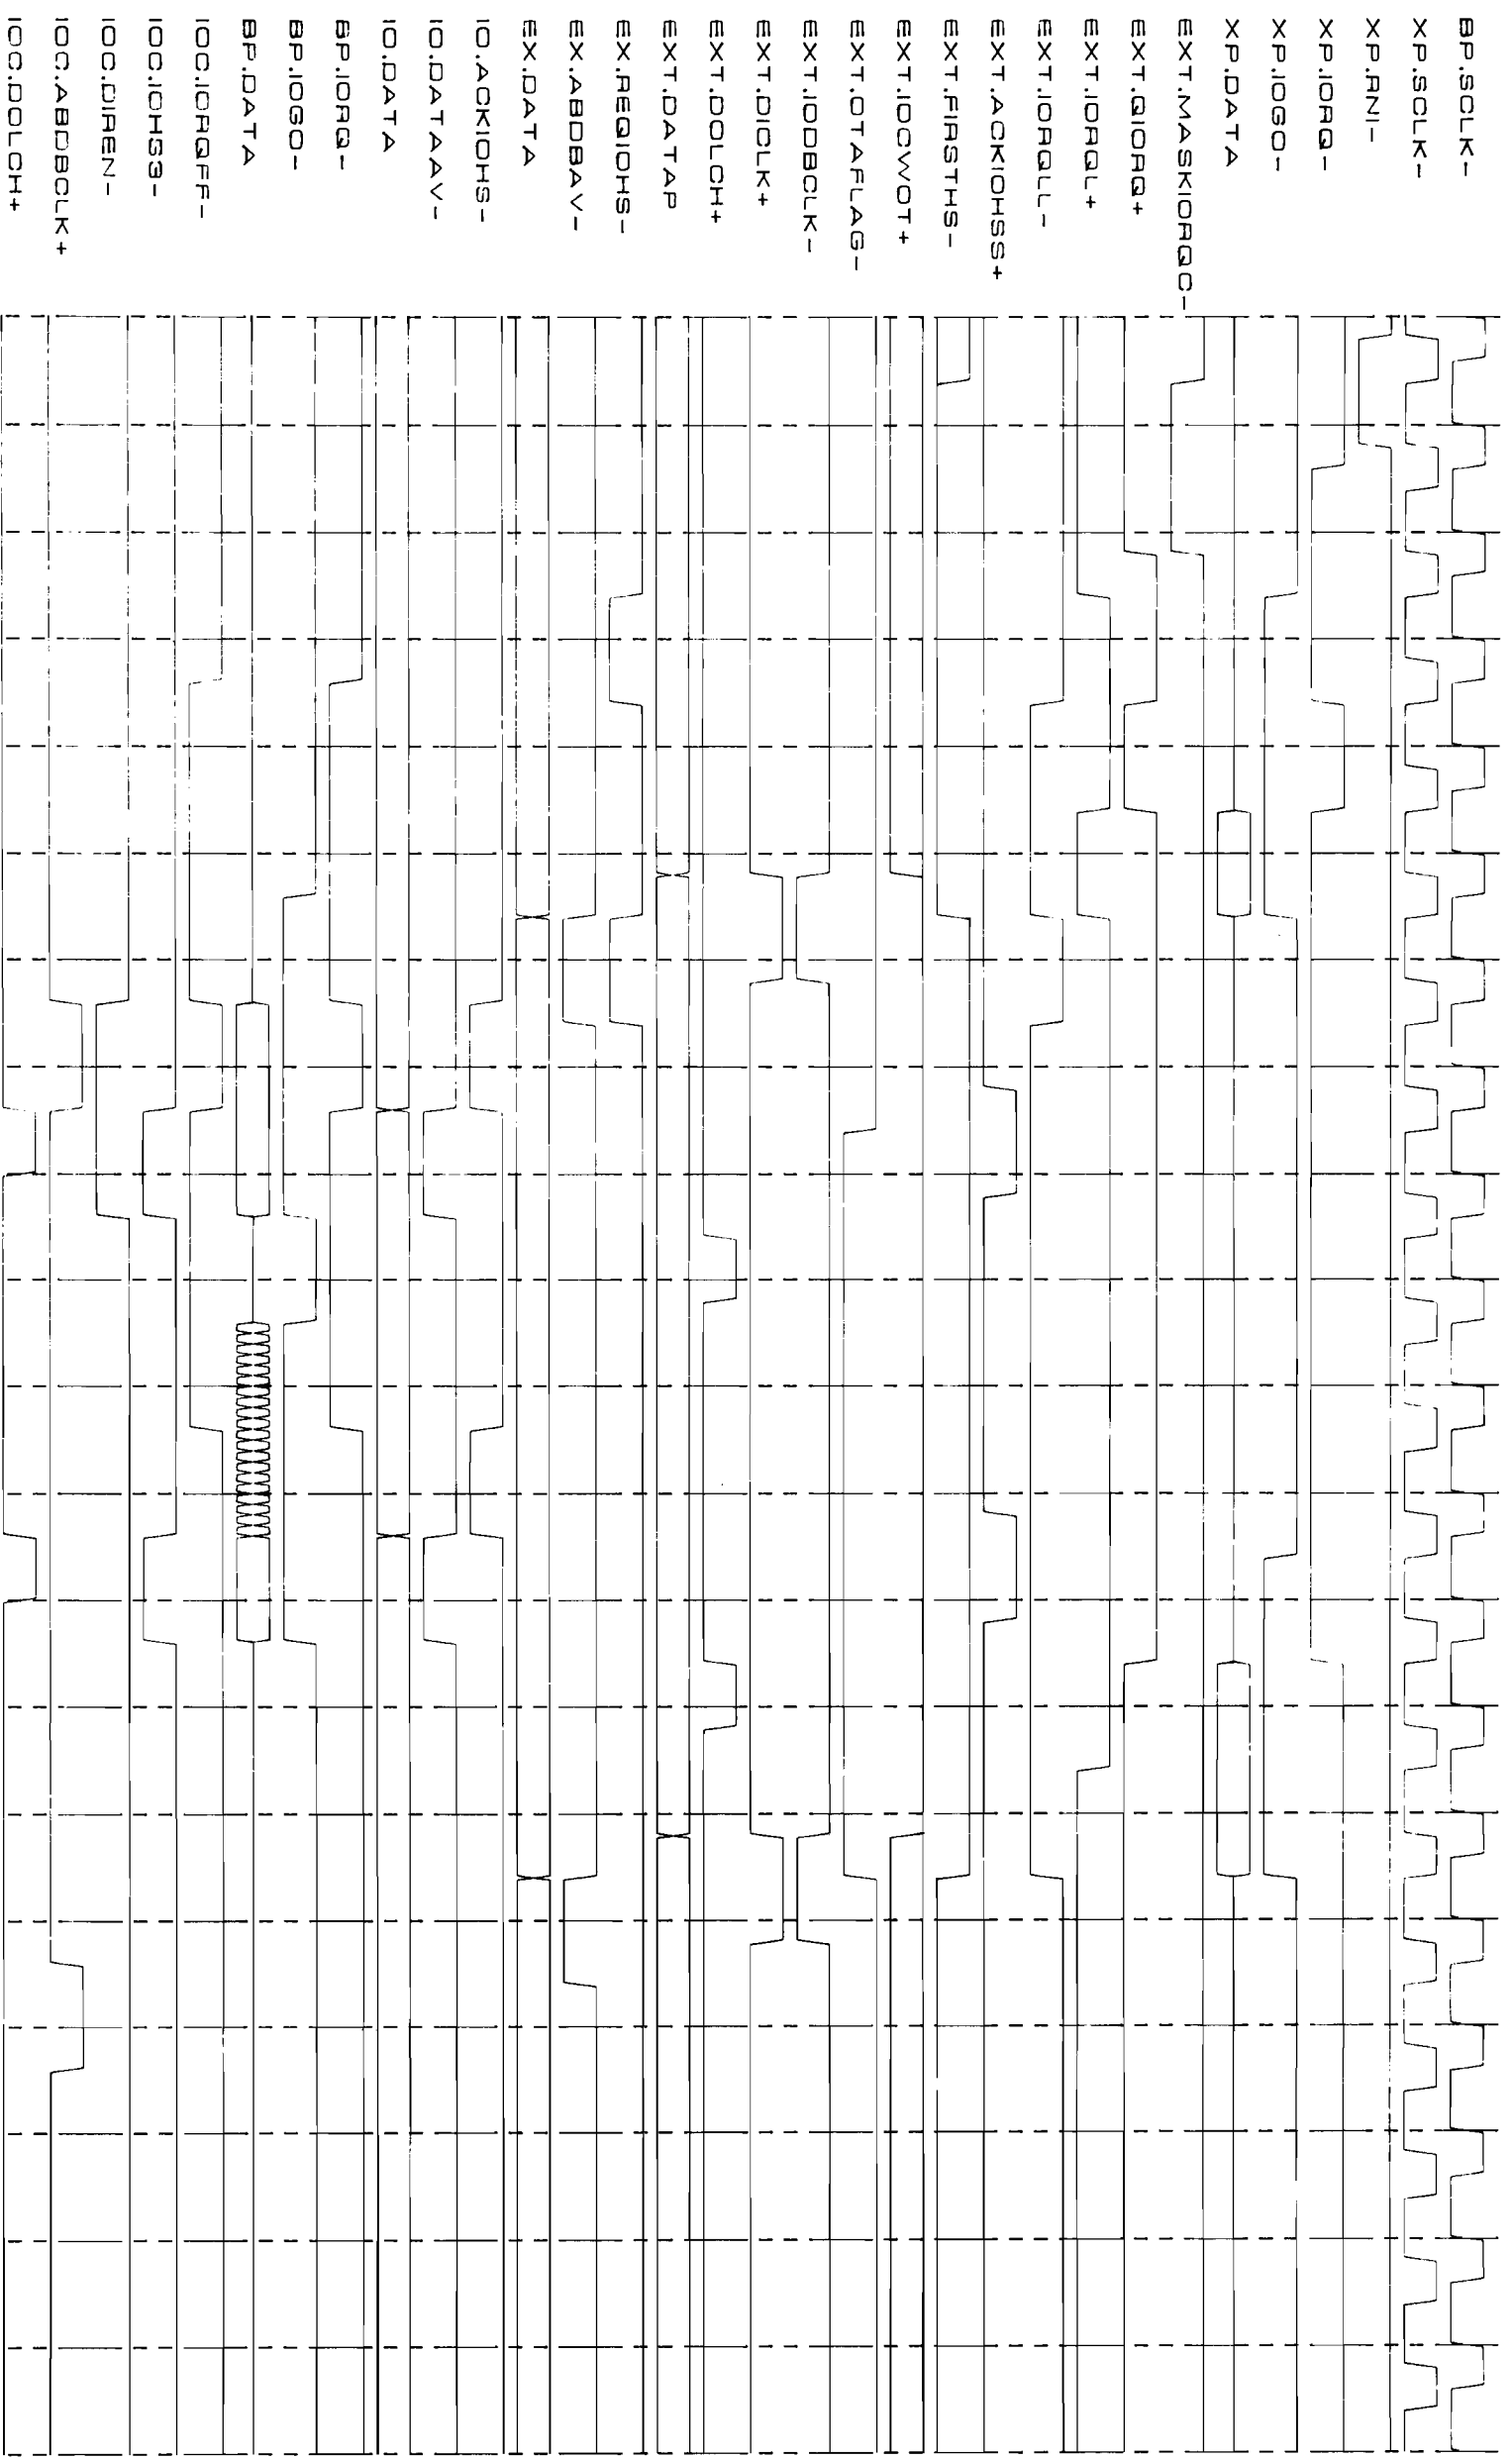 BP.SCLK-
XP.SCLK-
XP.RNI-
XP.IORQ-
XP.IOGO-
XP.DATA
EXT.MASKIORQC-
EXT.QIORQ+
EXT.IORQL+
EXT.IORQLL-
EXT.ACKIOHSS+
EXT.FIRSTHS-
EXT.IOCWOT+
EXT.OTAFLAG-
EXT.IODBCLK-
EXT.DICLK+
EXT.DOLCH+
EXT.DATAP
EX.REQIOHS-
EX.ABDBAV-
EX.DATA
IO.ACKIOHS-
IO.DATAAV-
IO.DATA
BP.IORQ-
BP.IOGO-
BP.DATA
IOC.IORQFF-
IOC.IOHS3-
IOC.DIREN-
IOC.ABDBCLK+
IOC.DOLCH+